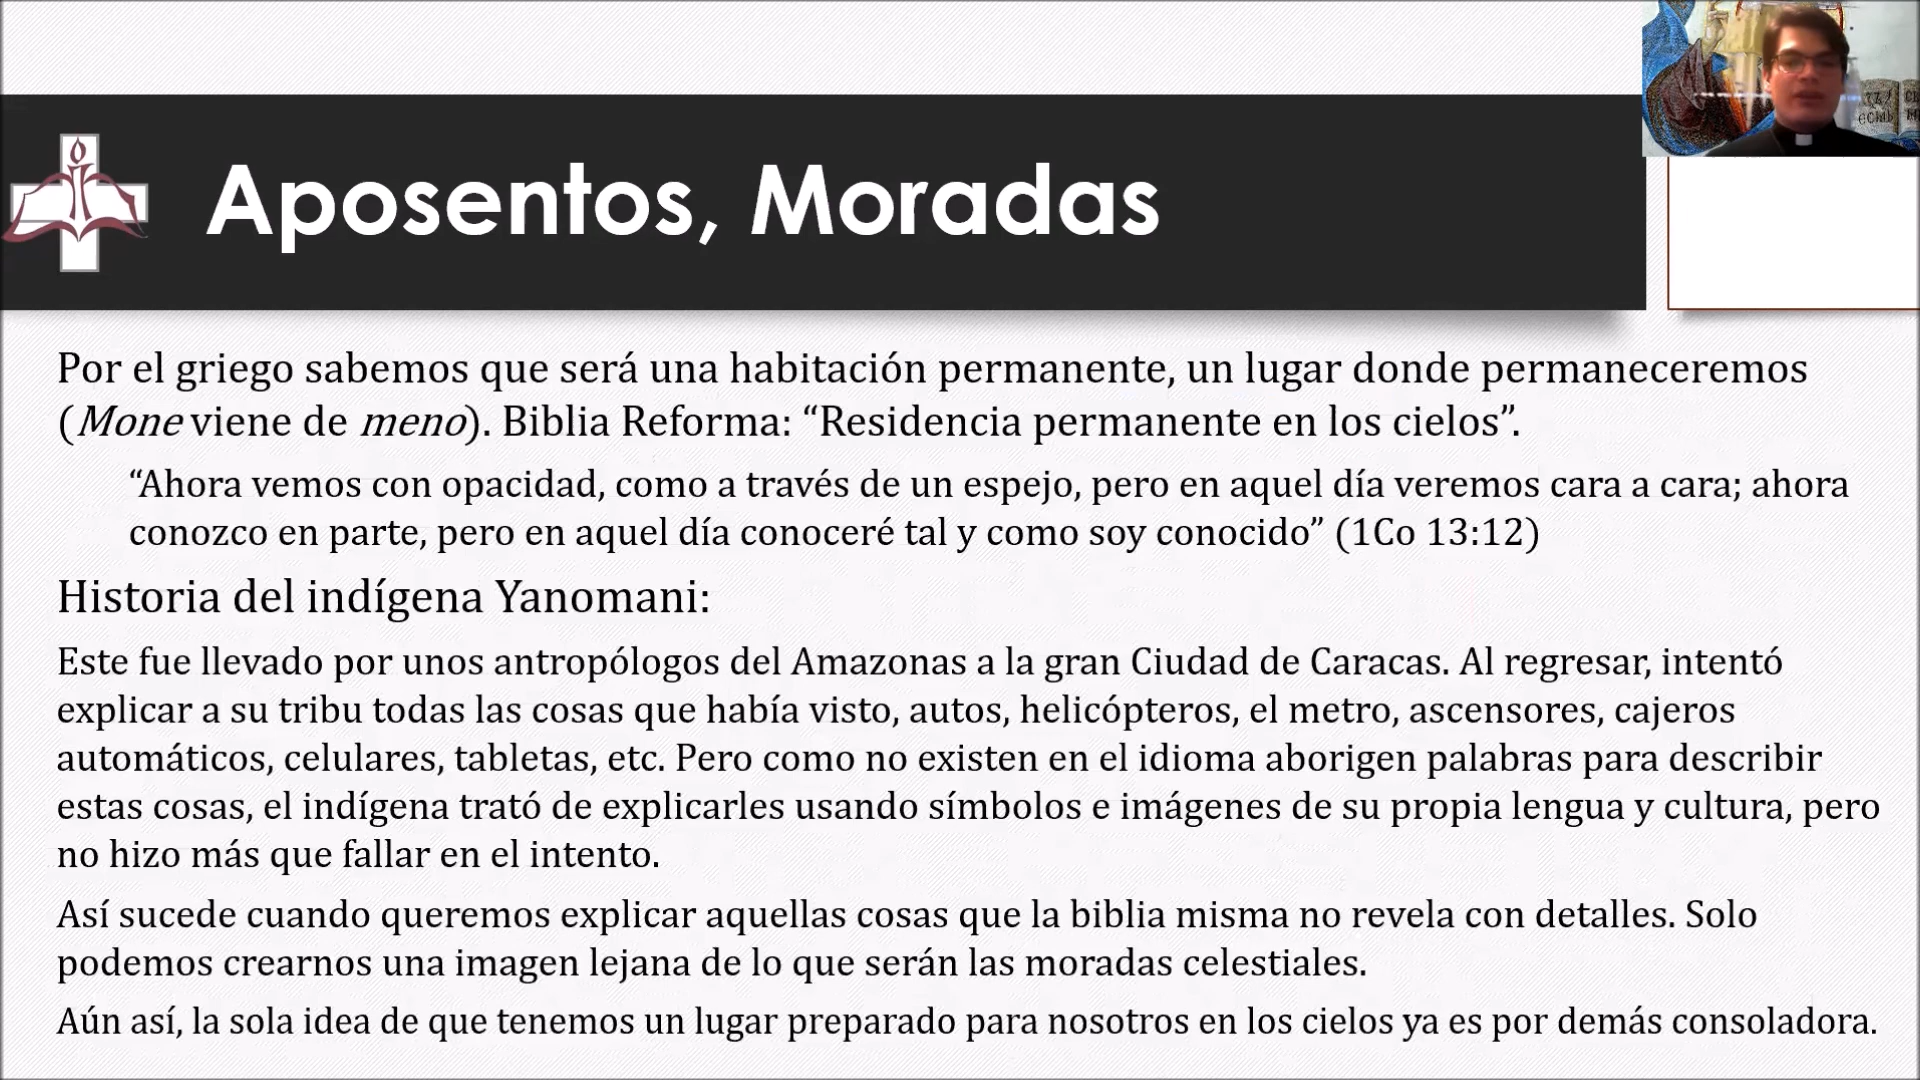 Aposentos, Moradas
Por el griego sabemos que será una habitación permanente, un lugar donde permaneceremos
(Mone viene de meno). Biblia Reforma: “Residencia permanente en los cielos”.
“Ahora vemos con opacidad, como a través de un espejo, pero en aquel día veremos cara a cara; ahora
conozco en parte, pero en aquel día conoceré tal y como soy conocido” (1Co 13:12)
Historia del indígena Yanomani:
Este fue llevado por unos antropólogos del Amazonas a la gran Ciudad de Caracas. Al regresar, intentó
explicar a su tribu todas las cosas que había visto, autos, helicópteros, el metro, ascensores, cajeros
automáticos, celulares, tabletas, etc. Pero como no existen en el idioma aborigen palabras para describir
estas cosas, el indígena trató de explicarles usando símbolos e imágenes de su propia lengua y cultura, pero
no hizo más que fallar en el intento.
Así sucede cuando queremos explicar aquellas cosas que la biblia misma no revela con detalles. Solo
podemos crearnos una imagen lejana de lo que serán las moradas celestiales.
Aún así, la sola idea de que tenemos un lugar preparado para nosotros en los cielos ya es por demás consoladora.